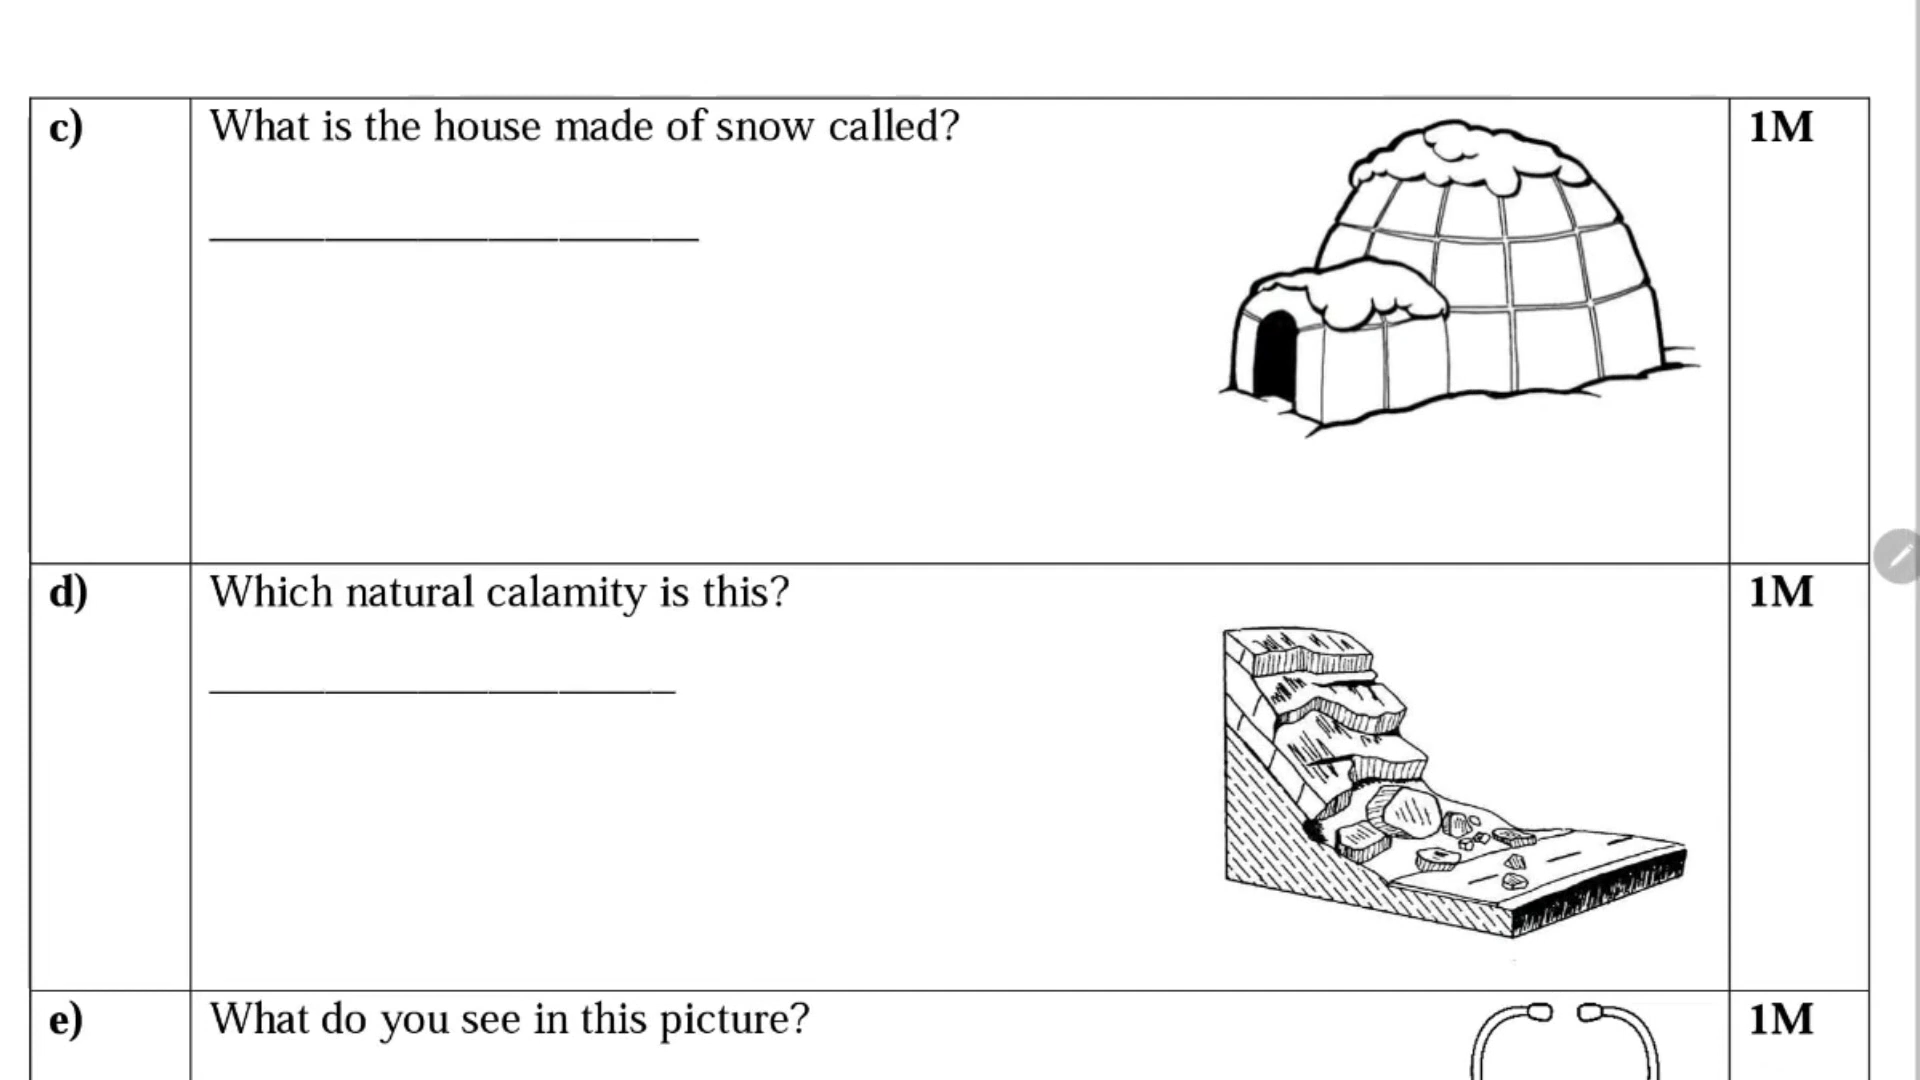 c) What is the house made of snow called? 1M
d) Which natural calamity is this? 1M
e) What do you see in this picture? 1M